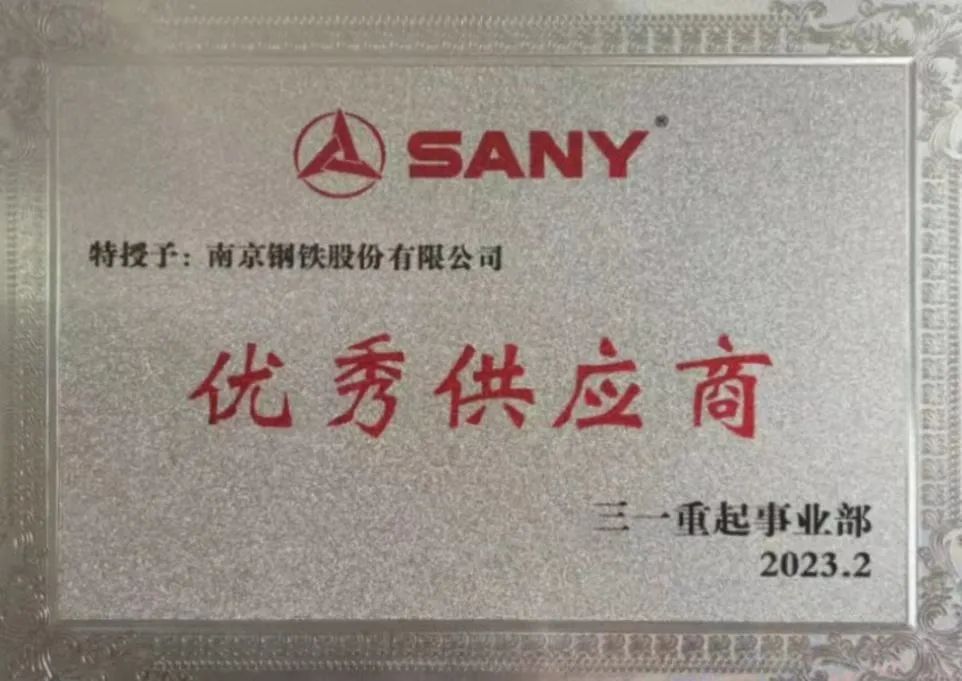 SANY®
特授予：南京钢铁股份有限公司
优秀供应商
三一重起事业部
2023.2